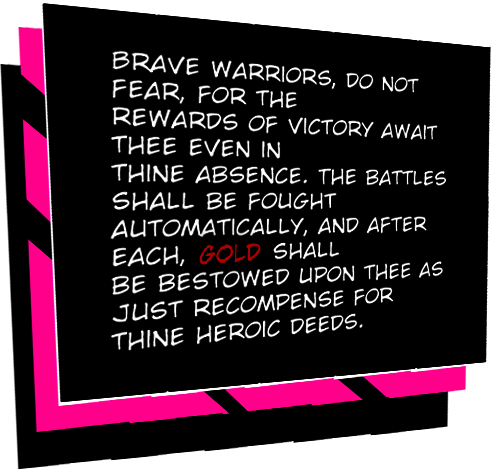 BRAVE WARRIORS, DO NOT
FEAR, FOR THE
REWARDS OF VICTORY AWAIT
THEE EVEN IN
THINE ABSENCE. THE BATTLES
SHALL BE FOUGHT
AUTOMATICALLY, AND AFTER
EACH, GOLD SHALL
BE BESTOWED UPON THEE AS
JUST RECOMPENSE FOR
THINE HEROIC DEEDS.